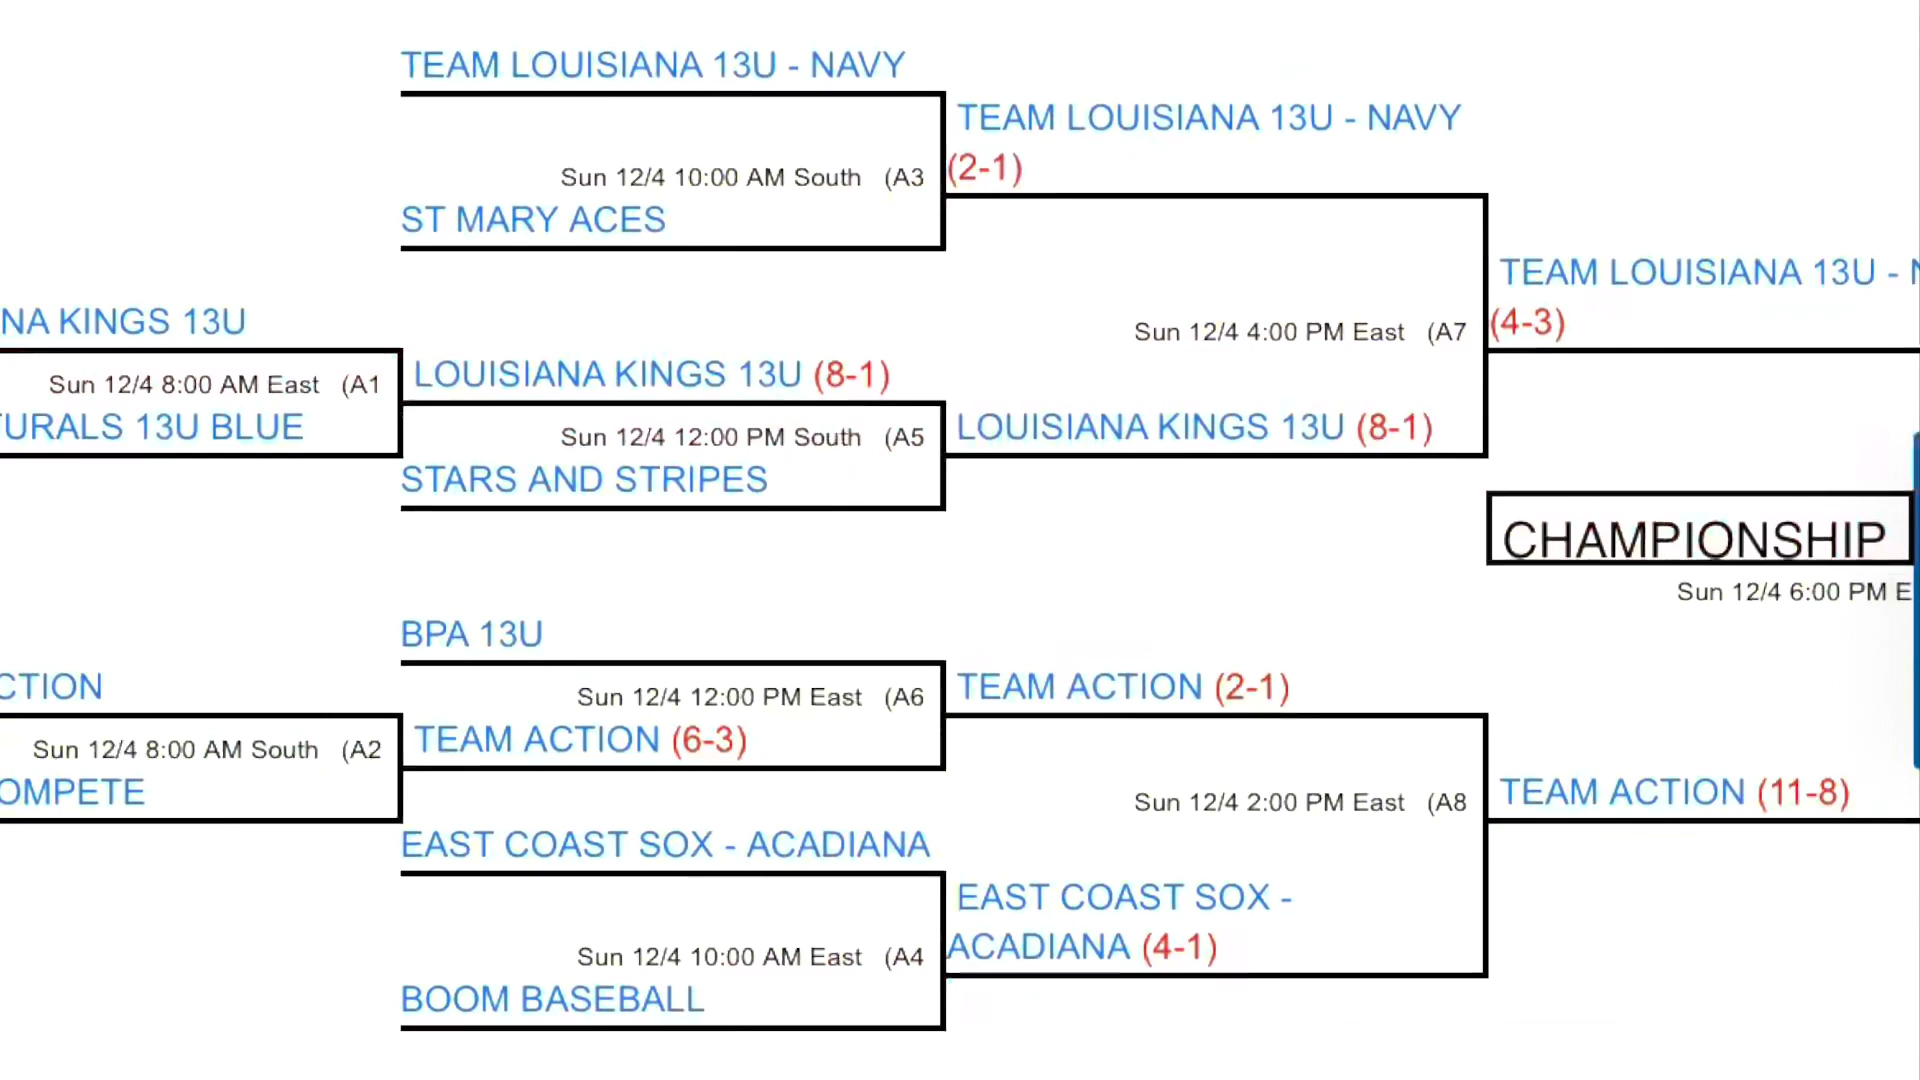 TEAM LOUISIANA 13U - NAVY
Sun 12/4 10:00 AM South (A3
ST MARY ACES
TEAM LOUISIANA 13U - NAVY
(2-1)
NA KINGS 13U
Sun 12/4 8:00 AM East (A1
TURALS 13U BLUE
LOUISIANA KINGS 13U (8-1)
Sun 12/4 12:00 PM South (A5
STARS AND STRIPES
LOUISIANA KINGS 13U (8-1)
Sun 12/4 4:00 PM East (A7
TEAM LOUISIANA 13U - N
(4-3)
CHAMPIONSHIP
Sun 12/4 6:00 PM E
BPA 13U
Sun 12/4 12:00 PM East (A6
TEAM ACTION (6-3)
CTION
Sun 12/4 8:00 AM South (A2
OMPETE
TEAM ACTION (2-1)
Sun 12/4 2:00 PM East (A8
TEAM ACTION (11-8)
EAST COAST SOX - ACADIANA
Sun 12/4 10:00 AM East (A4
BOOM BASEBALL
EAST COAST SOX -
ACADIANA (4-1)